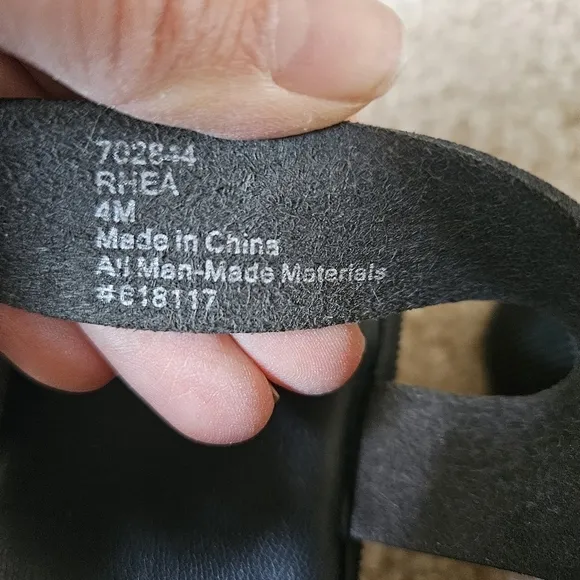 702844
RHEA
4M
Made in China
All Man-Made Materials
#618117